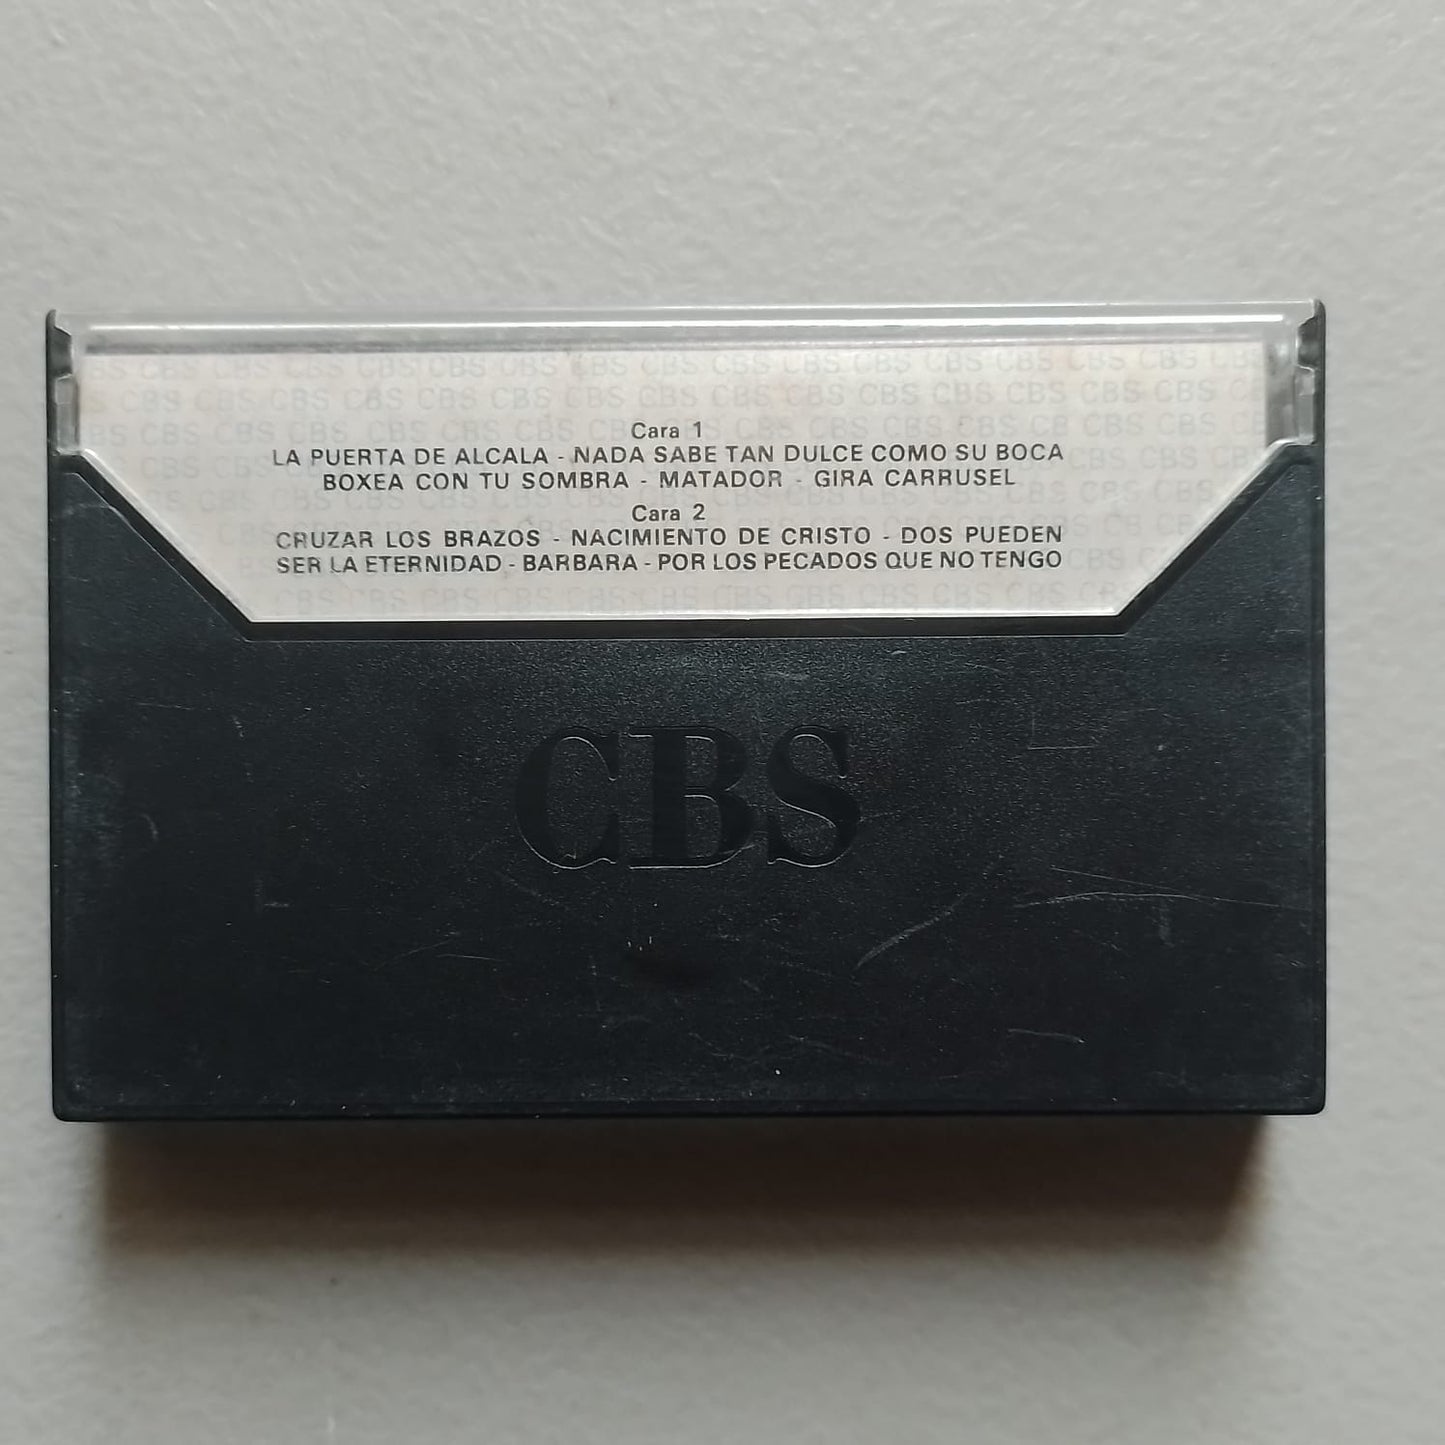 Cara 1
LA PUERTA DE ALCALA - NADA SABE TAN DULCE COMO SU BOCA
BOXEA CON TU SOMBRA - MATADOR - GIRA CARRUSEL
Cara 2
CRUZAR LOS BRAZOS - NACIMIENTO DE CRISTO - DOS PUEDEN
SER LA ETERNIDAD - BARBARA - POR LOS PECADOS QUE NO TENGO
CBS